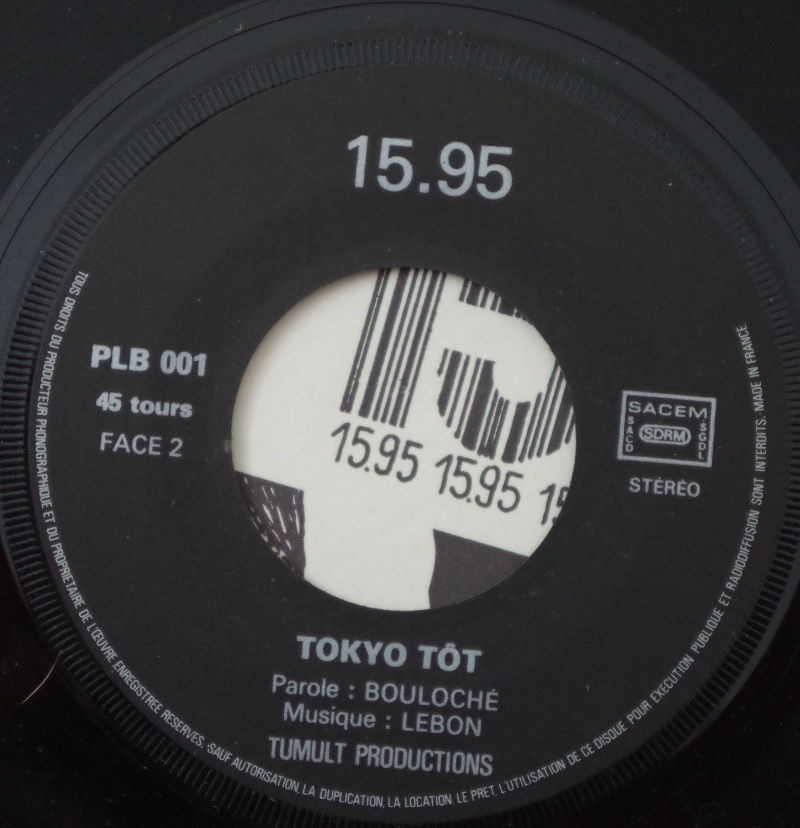 15.95
PLB 001
45 tours
FACE 2
SACEM
SACD
SDRM
SGDL
STÉRÉO
15.95 15.95 15
TOKYO TÔT
Parole : BOULOCHÉ
Musique : LEBON
TUMULT PRODUCTIONS
TOUS DROITS DU PRODUCTEUR PHONOGRAPHIQUE ET DU PROPRIETAIRE DE L'ŒUVRE ENREGISTREE RESERVES. SAUF AUTORISATION, LA DUPLICATION, LA LOCATION, LE PRET, L'UTILISATION DE CE DISQUE POUR EXECUTION PUBLIQUE ET RADIODIFFUSION SONT INTERDITS. MADE IN FRANCE